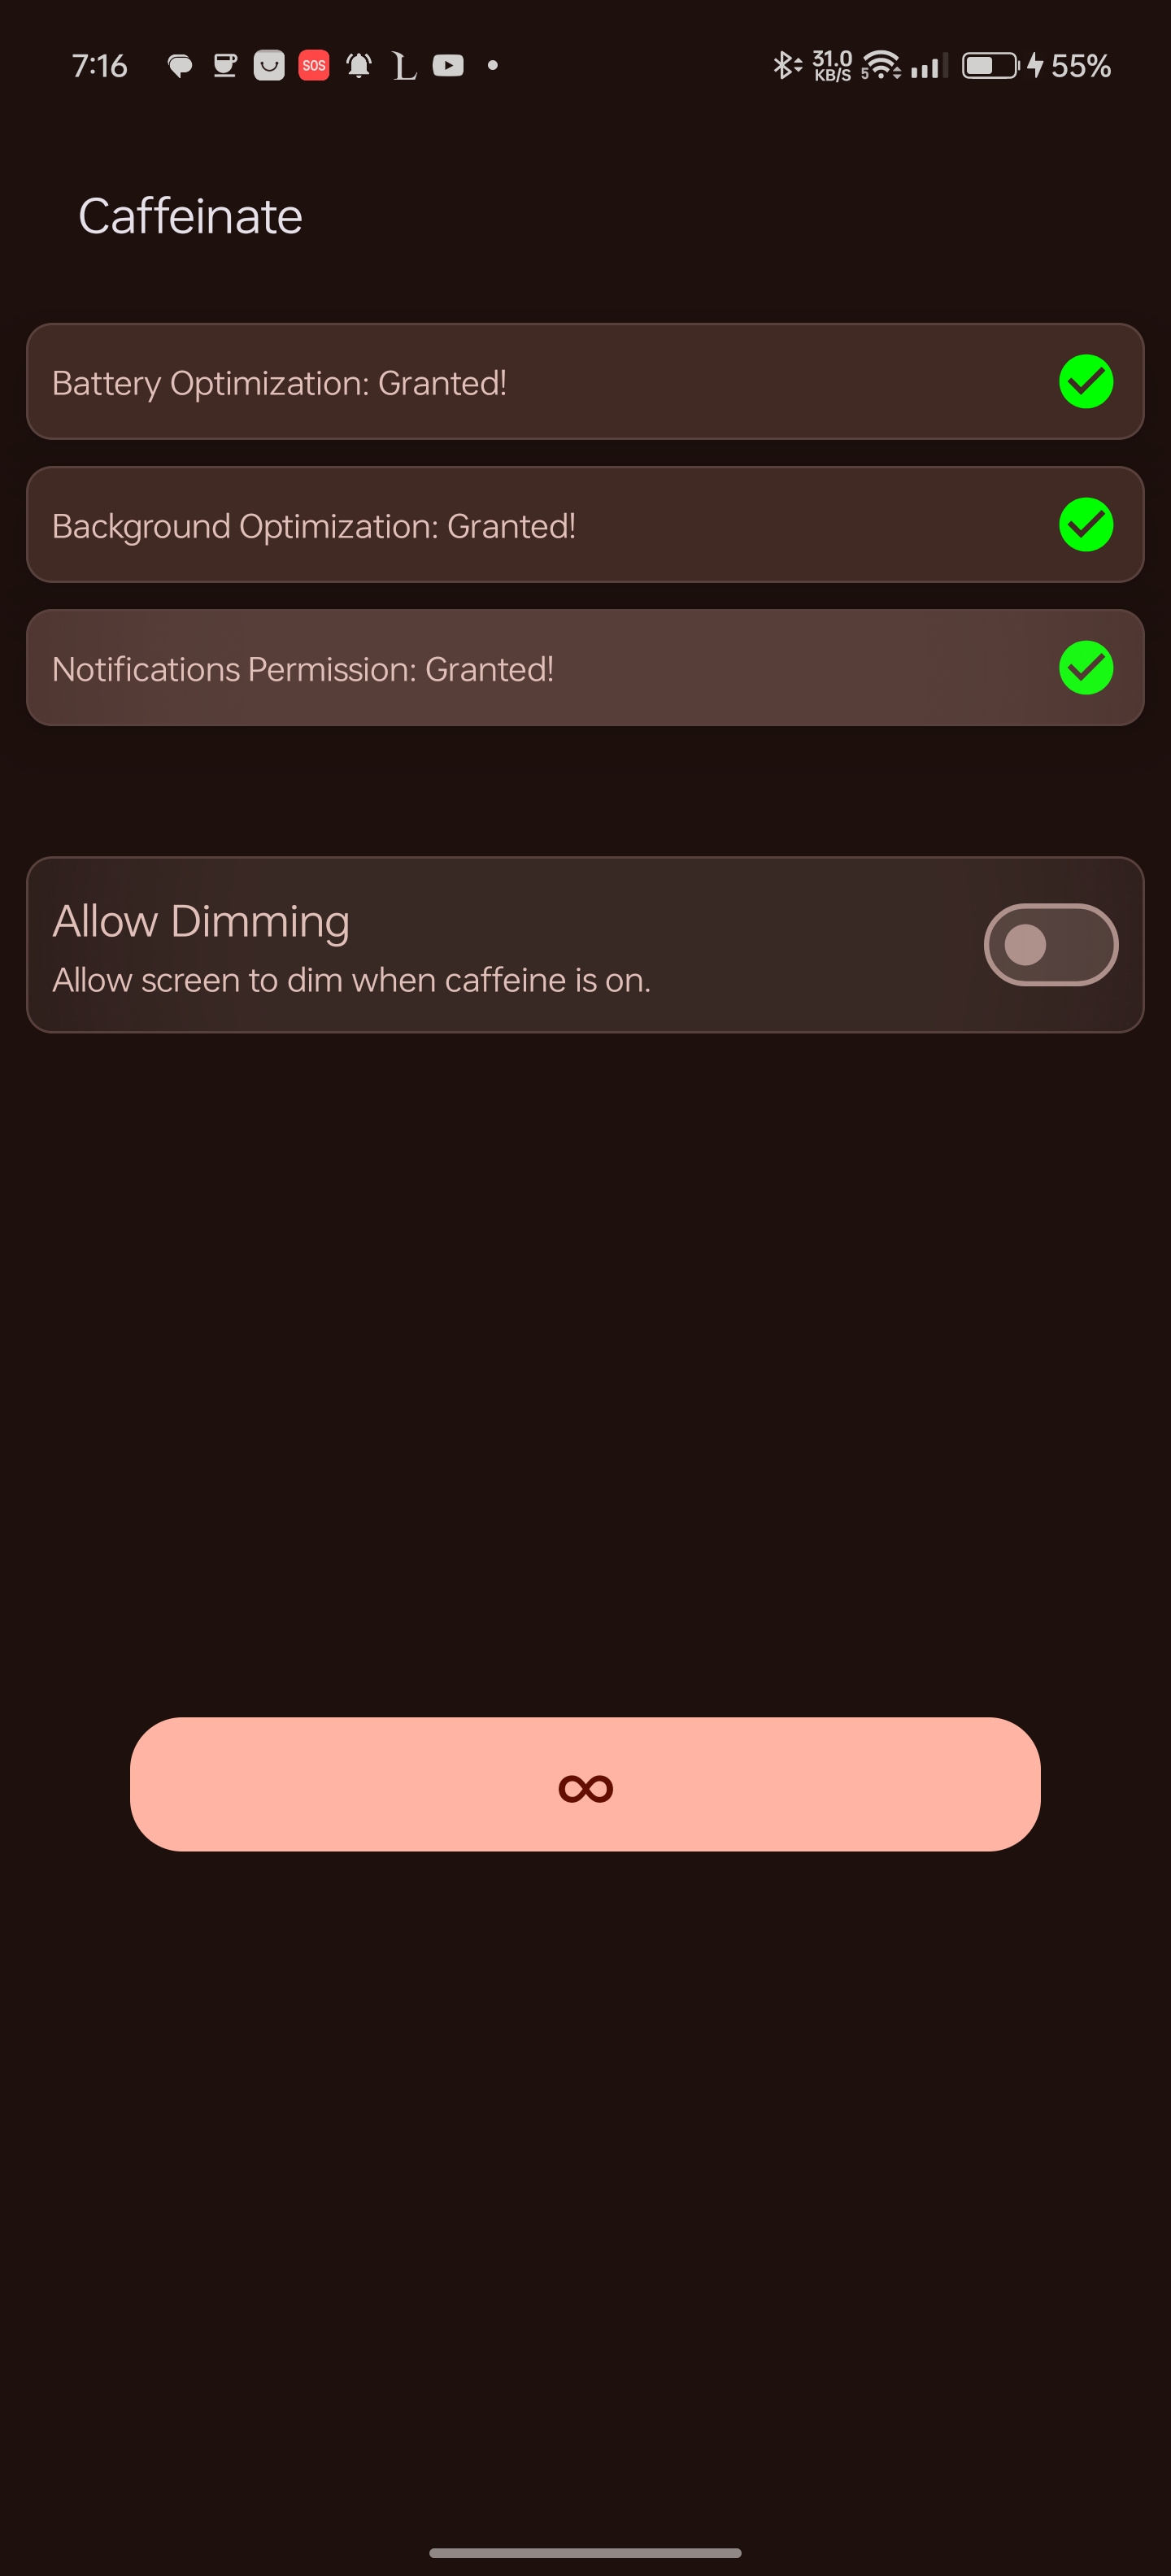 7:16 SOS 31.0 KB/S 5 55%
Caffeinate
Battery Optimization: Granted!
Background Optimization: Granted!
Notifications Permission: Granted!
Allow Dimming
Allow screen to dim when caffeine is on.
∞